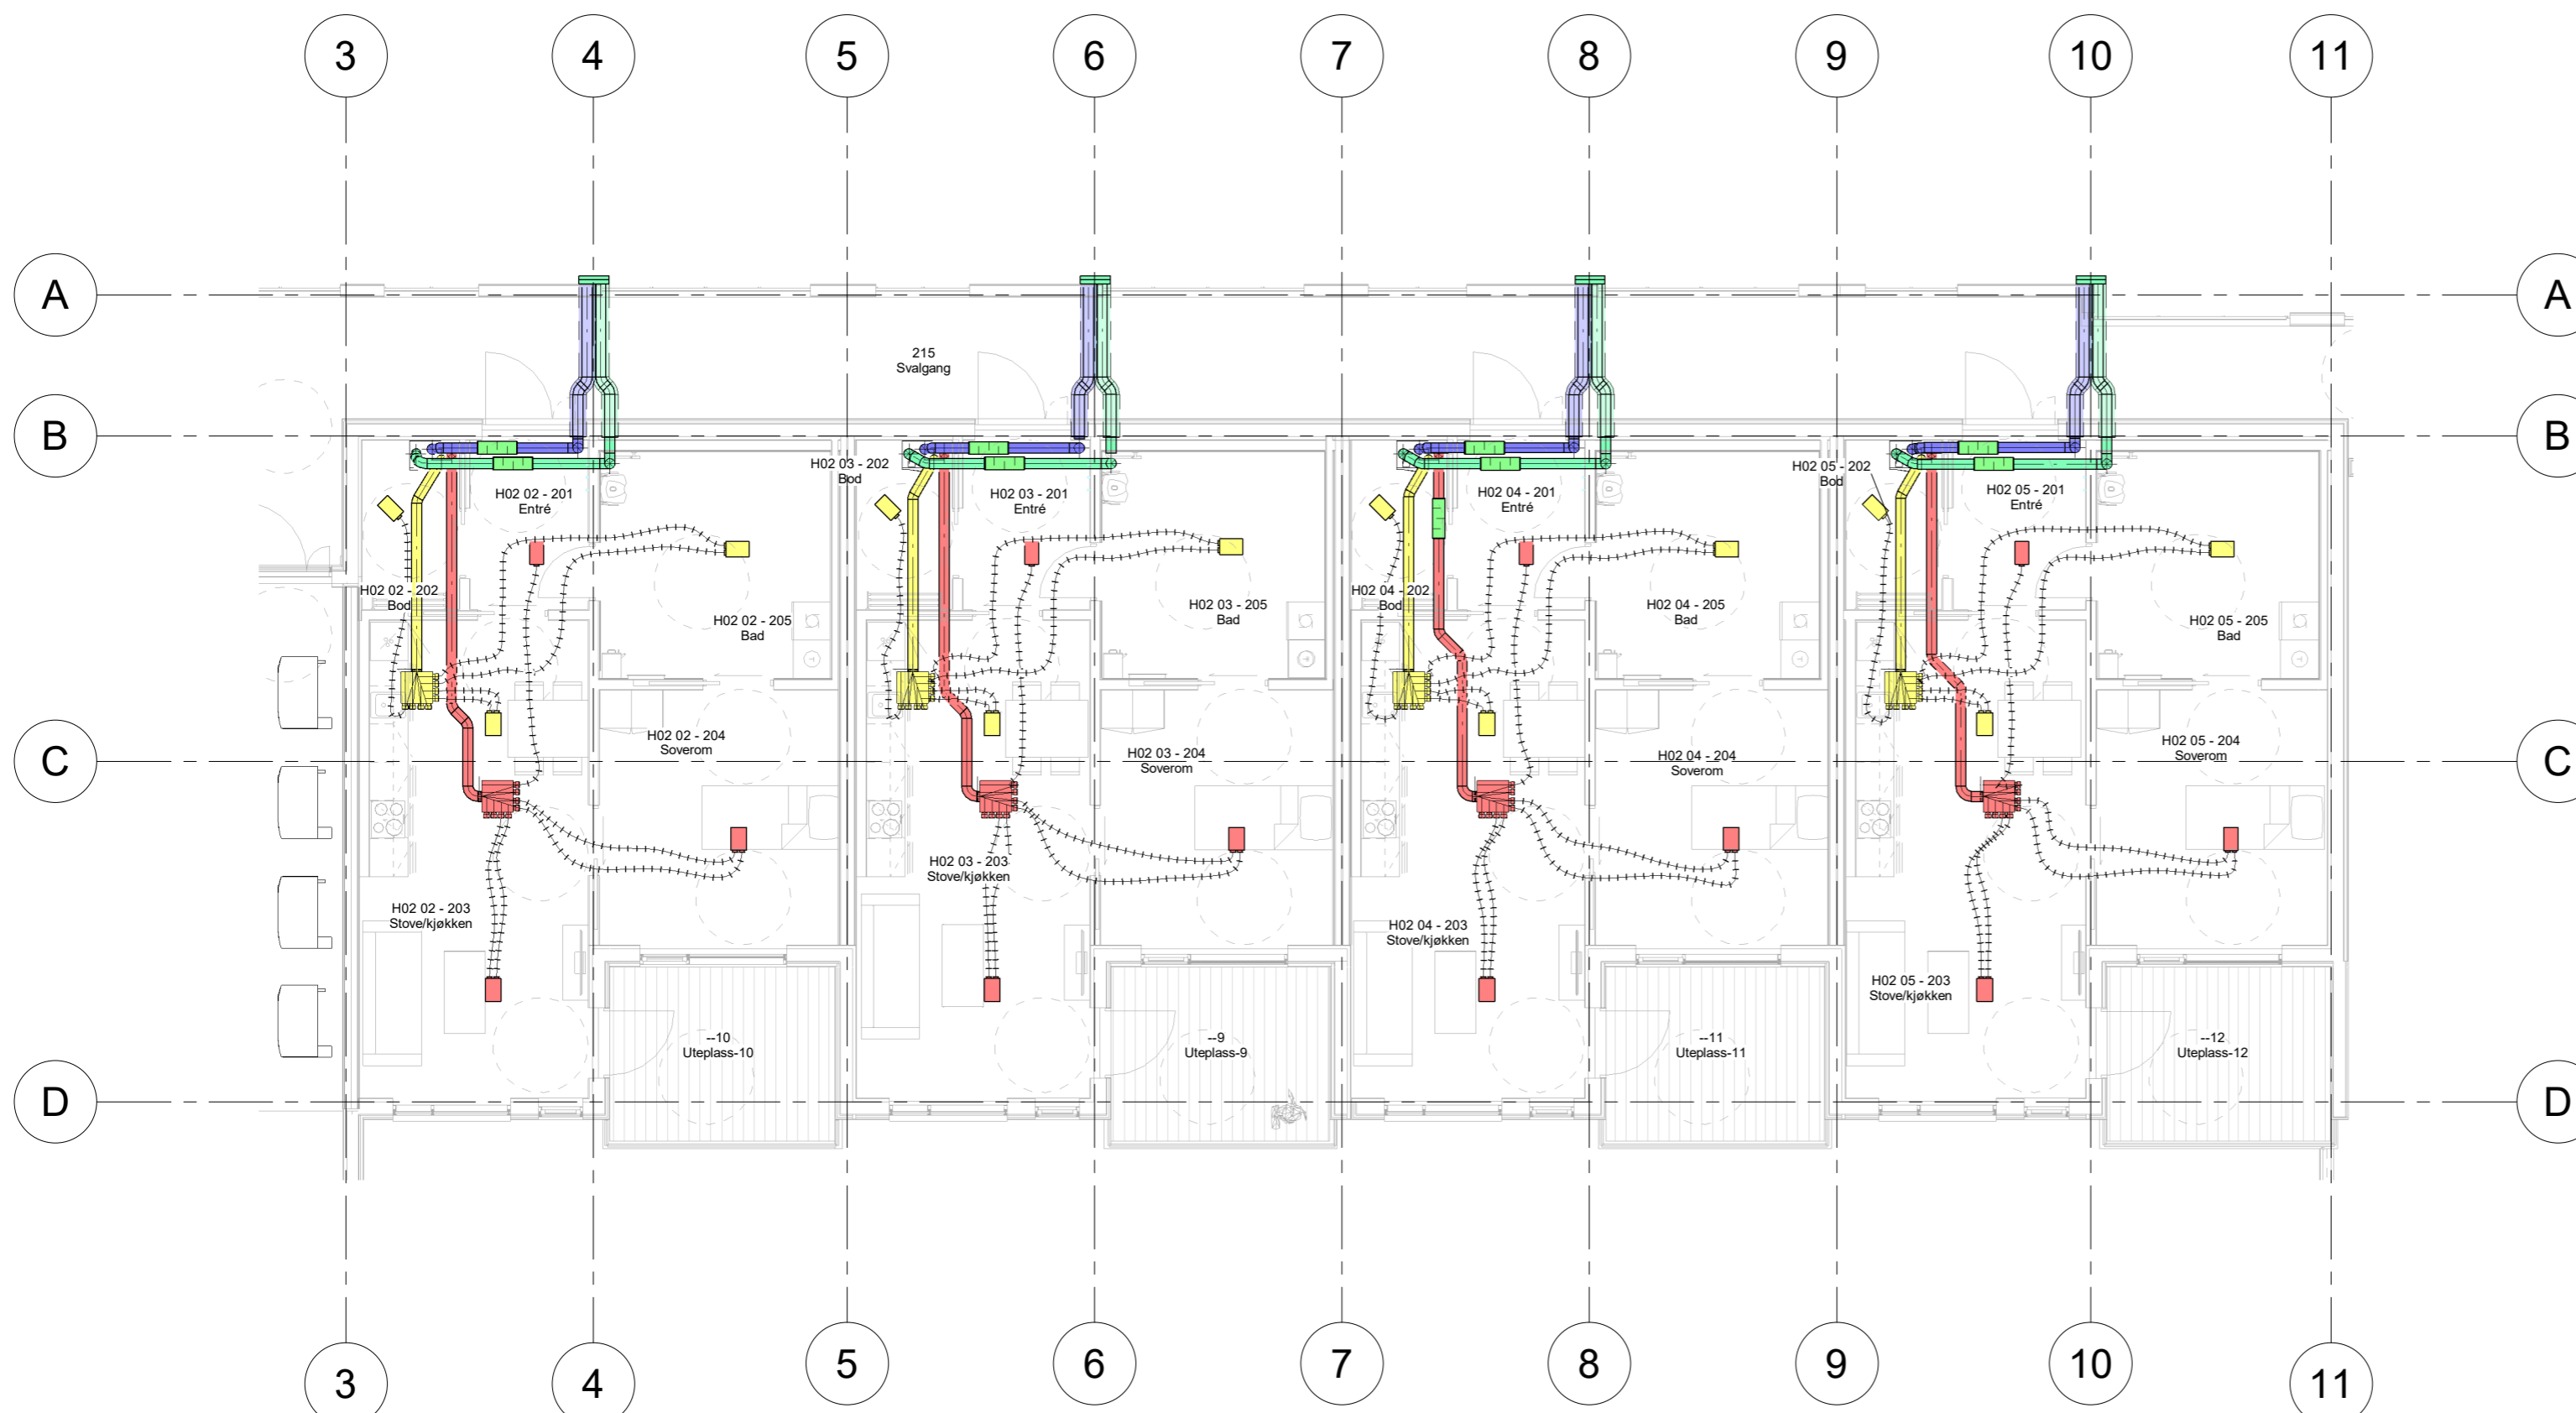 3
4
5
6
7
8
9
10
11
A
A
215
Svalgang
B
B
H02 03 - 202
Bod
H02 05 - 202
Bod
H02 02 - 201
Entré
H02 03 - 201
Entré
H02 04 - 201
Entré
H02 05 - 201
Entré
H02 02 - 202
Bod
H02 04 - 202
Bod
H02 02 - 205
Bad
H02 03 - 205
Bad
H02 04 - 205
Bad
H02 05 - 205
Bad
H02 02 - 204
Soverom
H02 03 - 204
Soverom
H02 04 - 204
Soverom
H02 05 - 204
Soverom
C
C
H02 03 - 203
Stove/kjøkken
H02 02 - 203
Stove/kjøkken
H02 04 - 203
Stove/kjøkken
H02 05 - 203
Stove/kjøkken
--10
Uteplass-10
--9
Uteplass-9
--11
Uteplass-11
--12
Uteplass-12
D
D
3
4
5
6
7
8
9
10
11